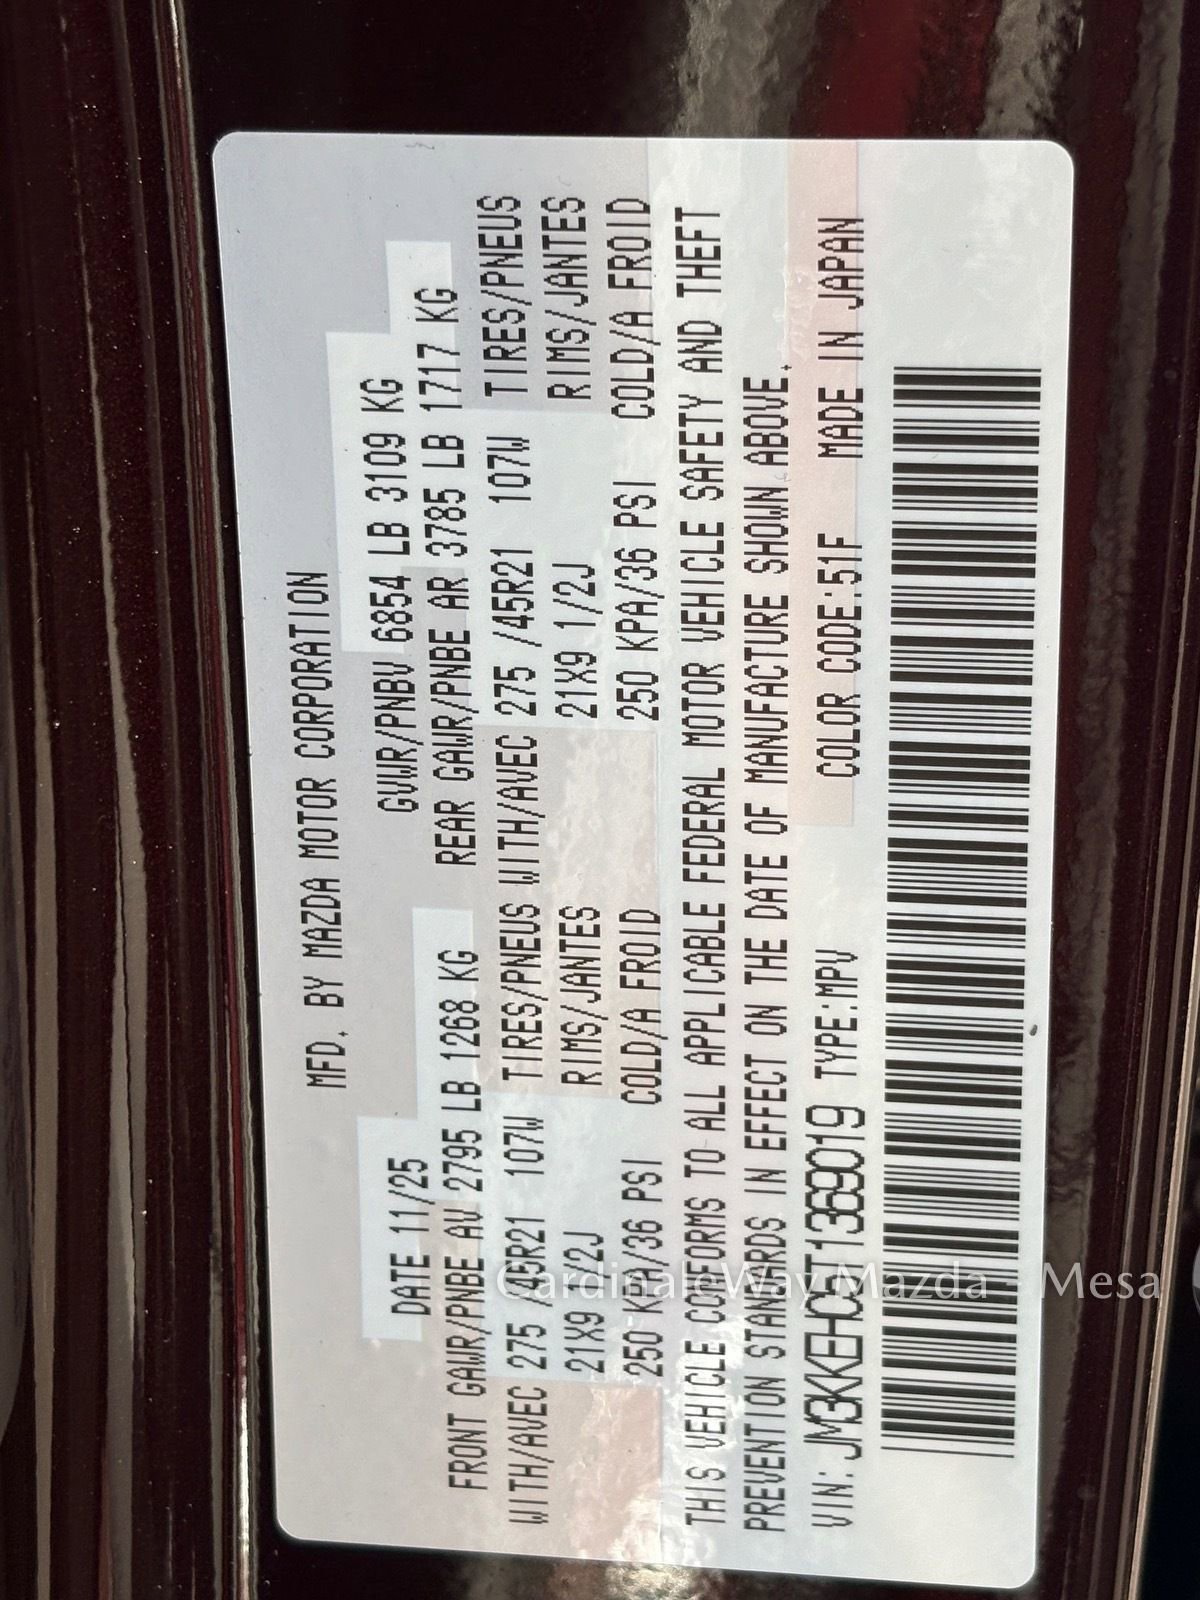 MFD. BY MAZDA MOTOR CORPORATION
DATE 11/25 GVWR/PNBV 6854 LB 3109 KG
FRONT GAWR/PNBE AV 2795 LB 1268 KG REAR GAWR/PNBE AR 3785 LB 1717 KG
WITH/AVEC 275 /45R21 107W TIRES/PNEUS WITH/AVEC 275 /45R21 107W TIRES/PNEUS
21X9 1/2J RIMS/JANTES 21X9 1/2J RIMS/JANTES
250 KPA/36 PSI COLD/A FROID 250 KPA/36 PSI COLD/A FROID
THIS VEHICLE CONFORMS TO ALL APPLICABLE FEDERAL MOTOR VEHICLE SAFETY AND THEFT
PREVENTION STANDARDS IN EFFECT ON THE DATE OF MANUFACTURE SHOWN ABOVE.
VIN: JM3KKEHC5T1369019 TYPE:MPV COLOR CODE:51F MADE IN JAPAN
CardinaleWay Mazda - Mesa